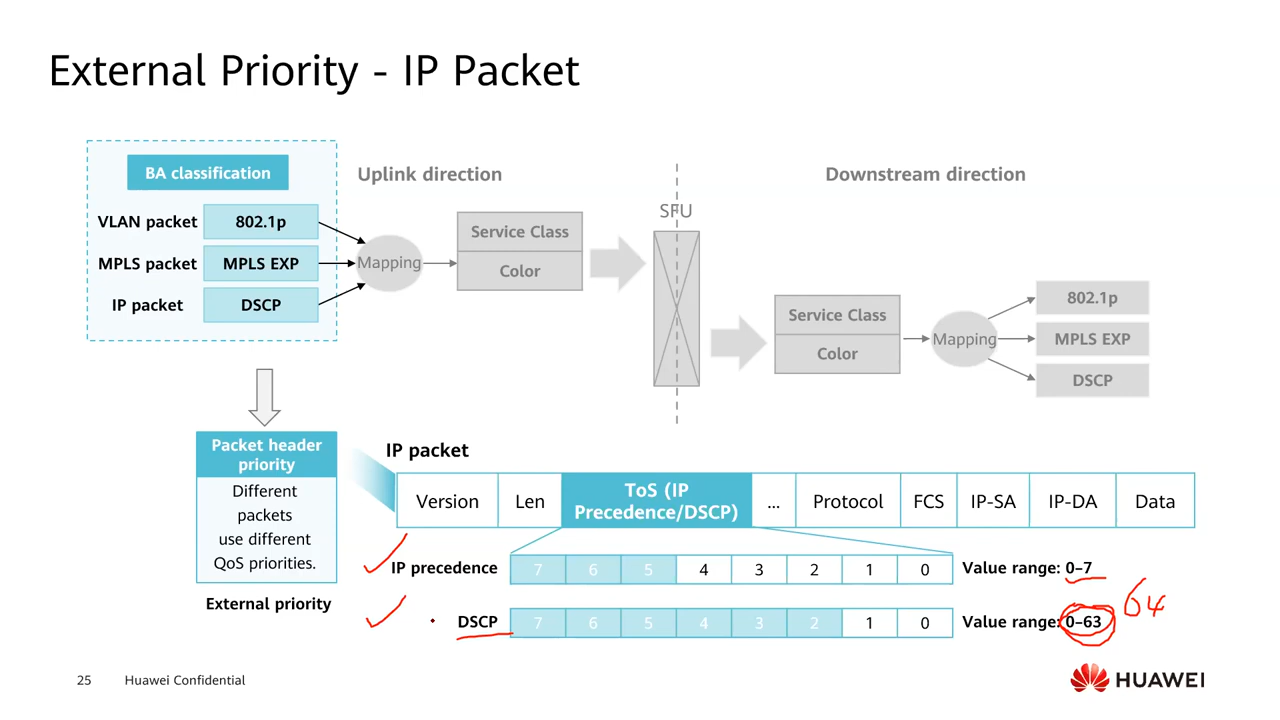 External Priority - IP Packet
BA classification
Uplink direction
Downstream direction
VLAN packet 802.1p
MPLS packet MPLS EXP
IP packet DSCP
Mapping
Service Class
Color
SFU
Service Class
Color
Mapping
802.1p
MPLS EXP
DSCP
Packet header
priority
Different
packets
use different
QoS priorities.
External priority
IP packet
Version Len ToS (IP
Precedence/DSCP) ... Protocol FCS IP-SA IP-DA Data
IP precedence 7 6 5 4 3 2 1 0 Value range: 0–7
64
DSCP 7 6 5 4 3 2 1 0 Value range: 0–63
25 Huawei Confidential
HUAWEI